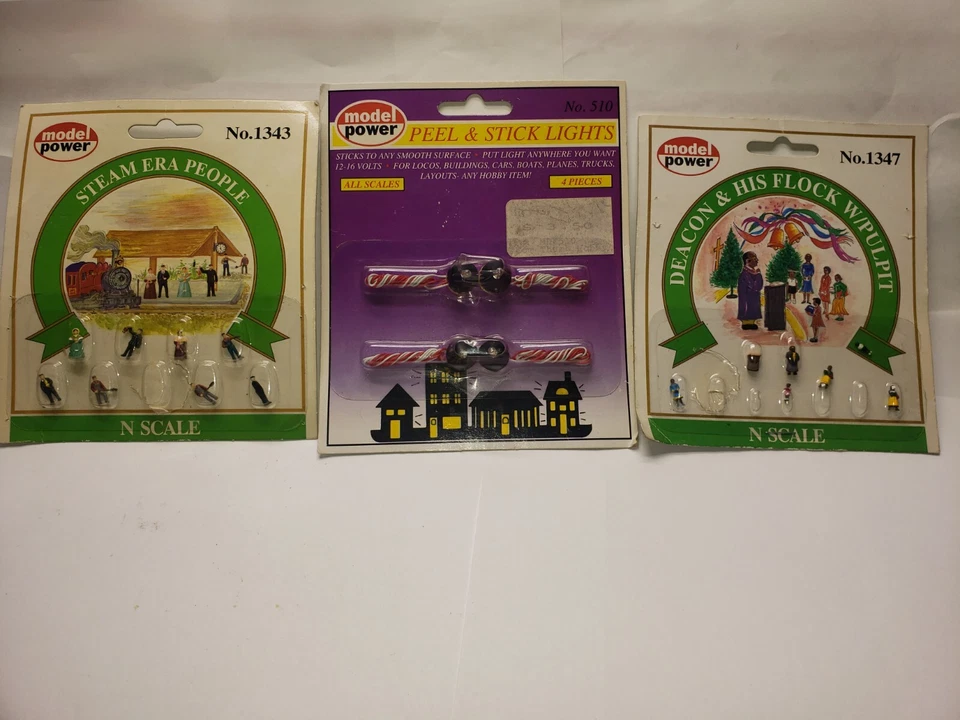 model
power
No.1343
STEAM ERA PEOPLE
N SCALE
model
power
No. 510
PEEL & STICK LIGHTS
STICKS TO ANY SMOOTH SURFACE - PUT LIGHT ANYWHERE YOU WANT
12-16 VOLTS - FOR LOCOS, BUILDINGS, CARS, BOATS, PLANES, TRUCKS,
LAYOUTS- ANY HOBBY ITEM!
ALL SCALES
4 PIECES
model
power
No.1347
DEACON & HIS FLOCK W/PULPIT
N SCALE